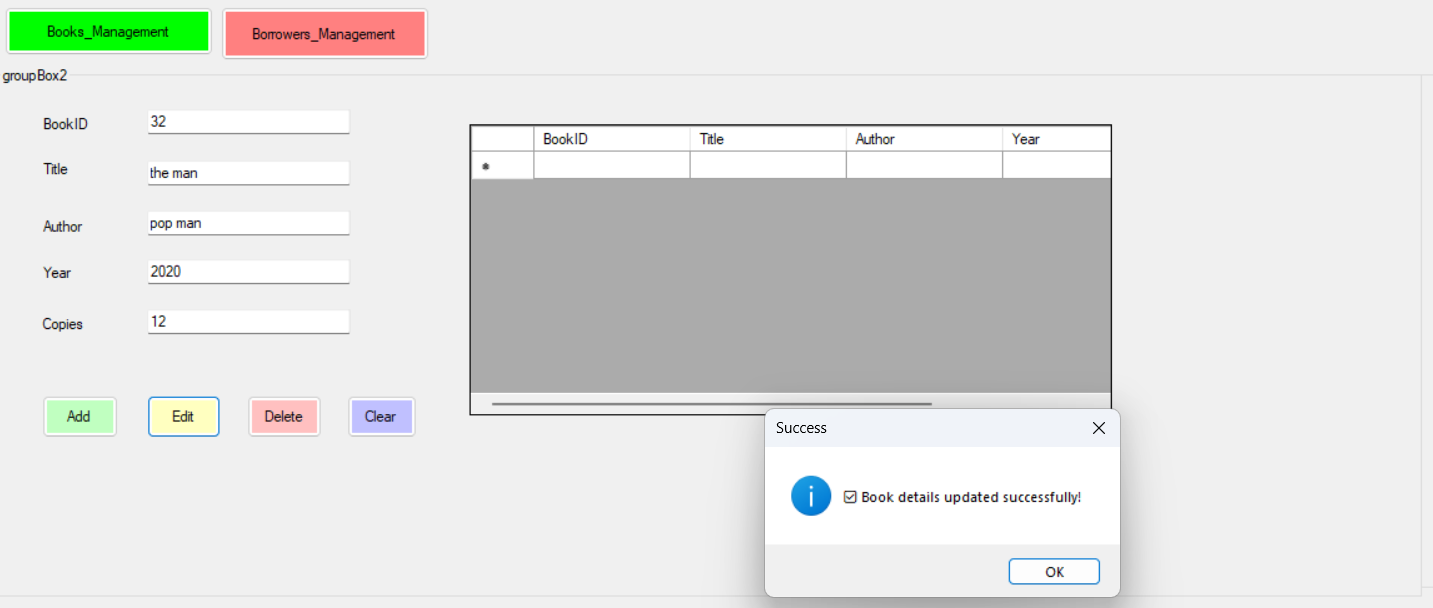 Books_Management
Borrowers_Management
groupBox2
BookID 32
Title the man
Author pop man
Year 2020
Copies 12
Add Edit Delete Clear
BookID Title Author Year
*
Success
☑ Book details updated successfully!
OK